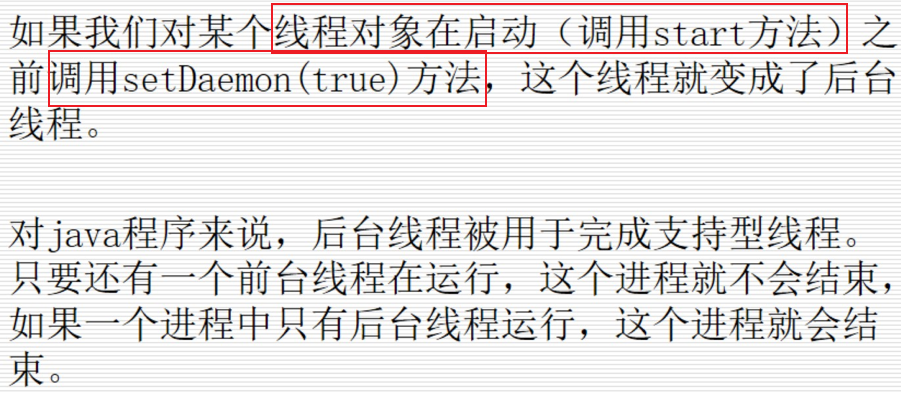 如果我们对某个线程对象在启动（调用start方法）之
前调用setDaemon(true)方法，这个线程就变成了后台
线程。
对java程序来说，后台线程被用于完成支持型线程。
只要还有一个前台线程在运行，这个进程就不会结束，
如果一个进程中只有后台线程运行，这个进程就会结
束。